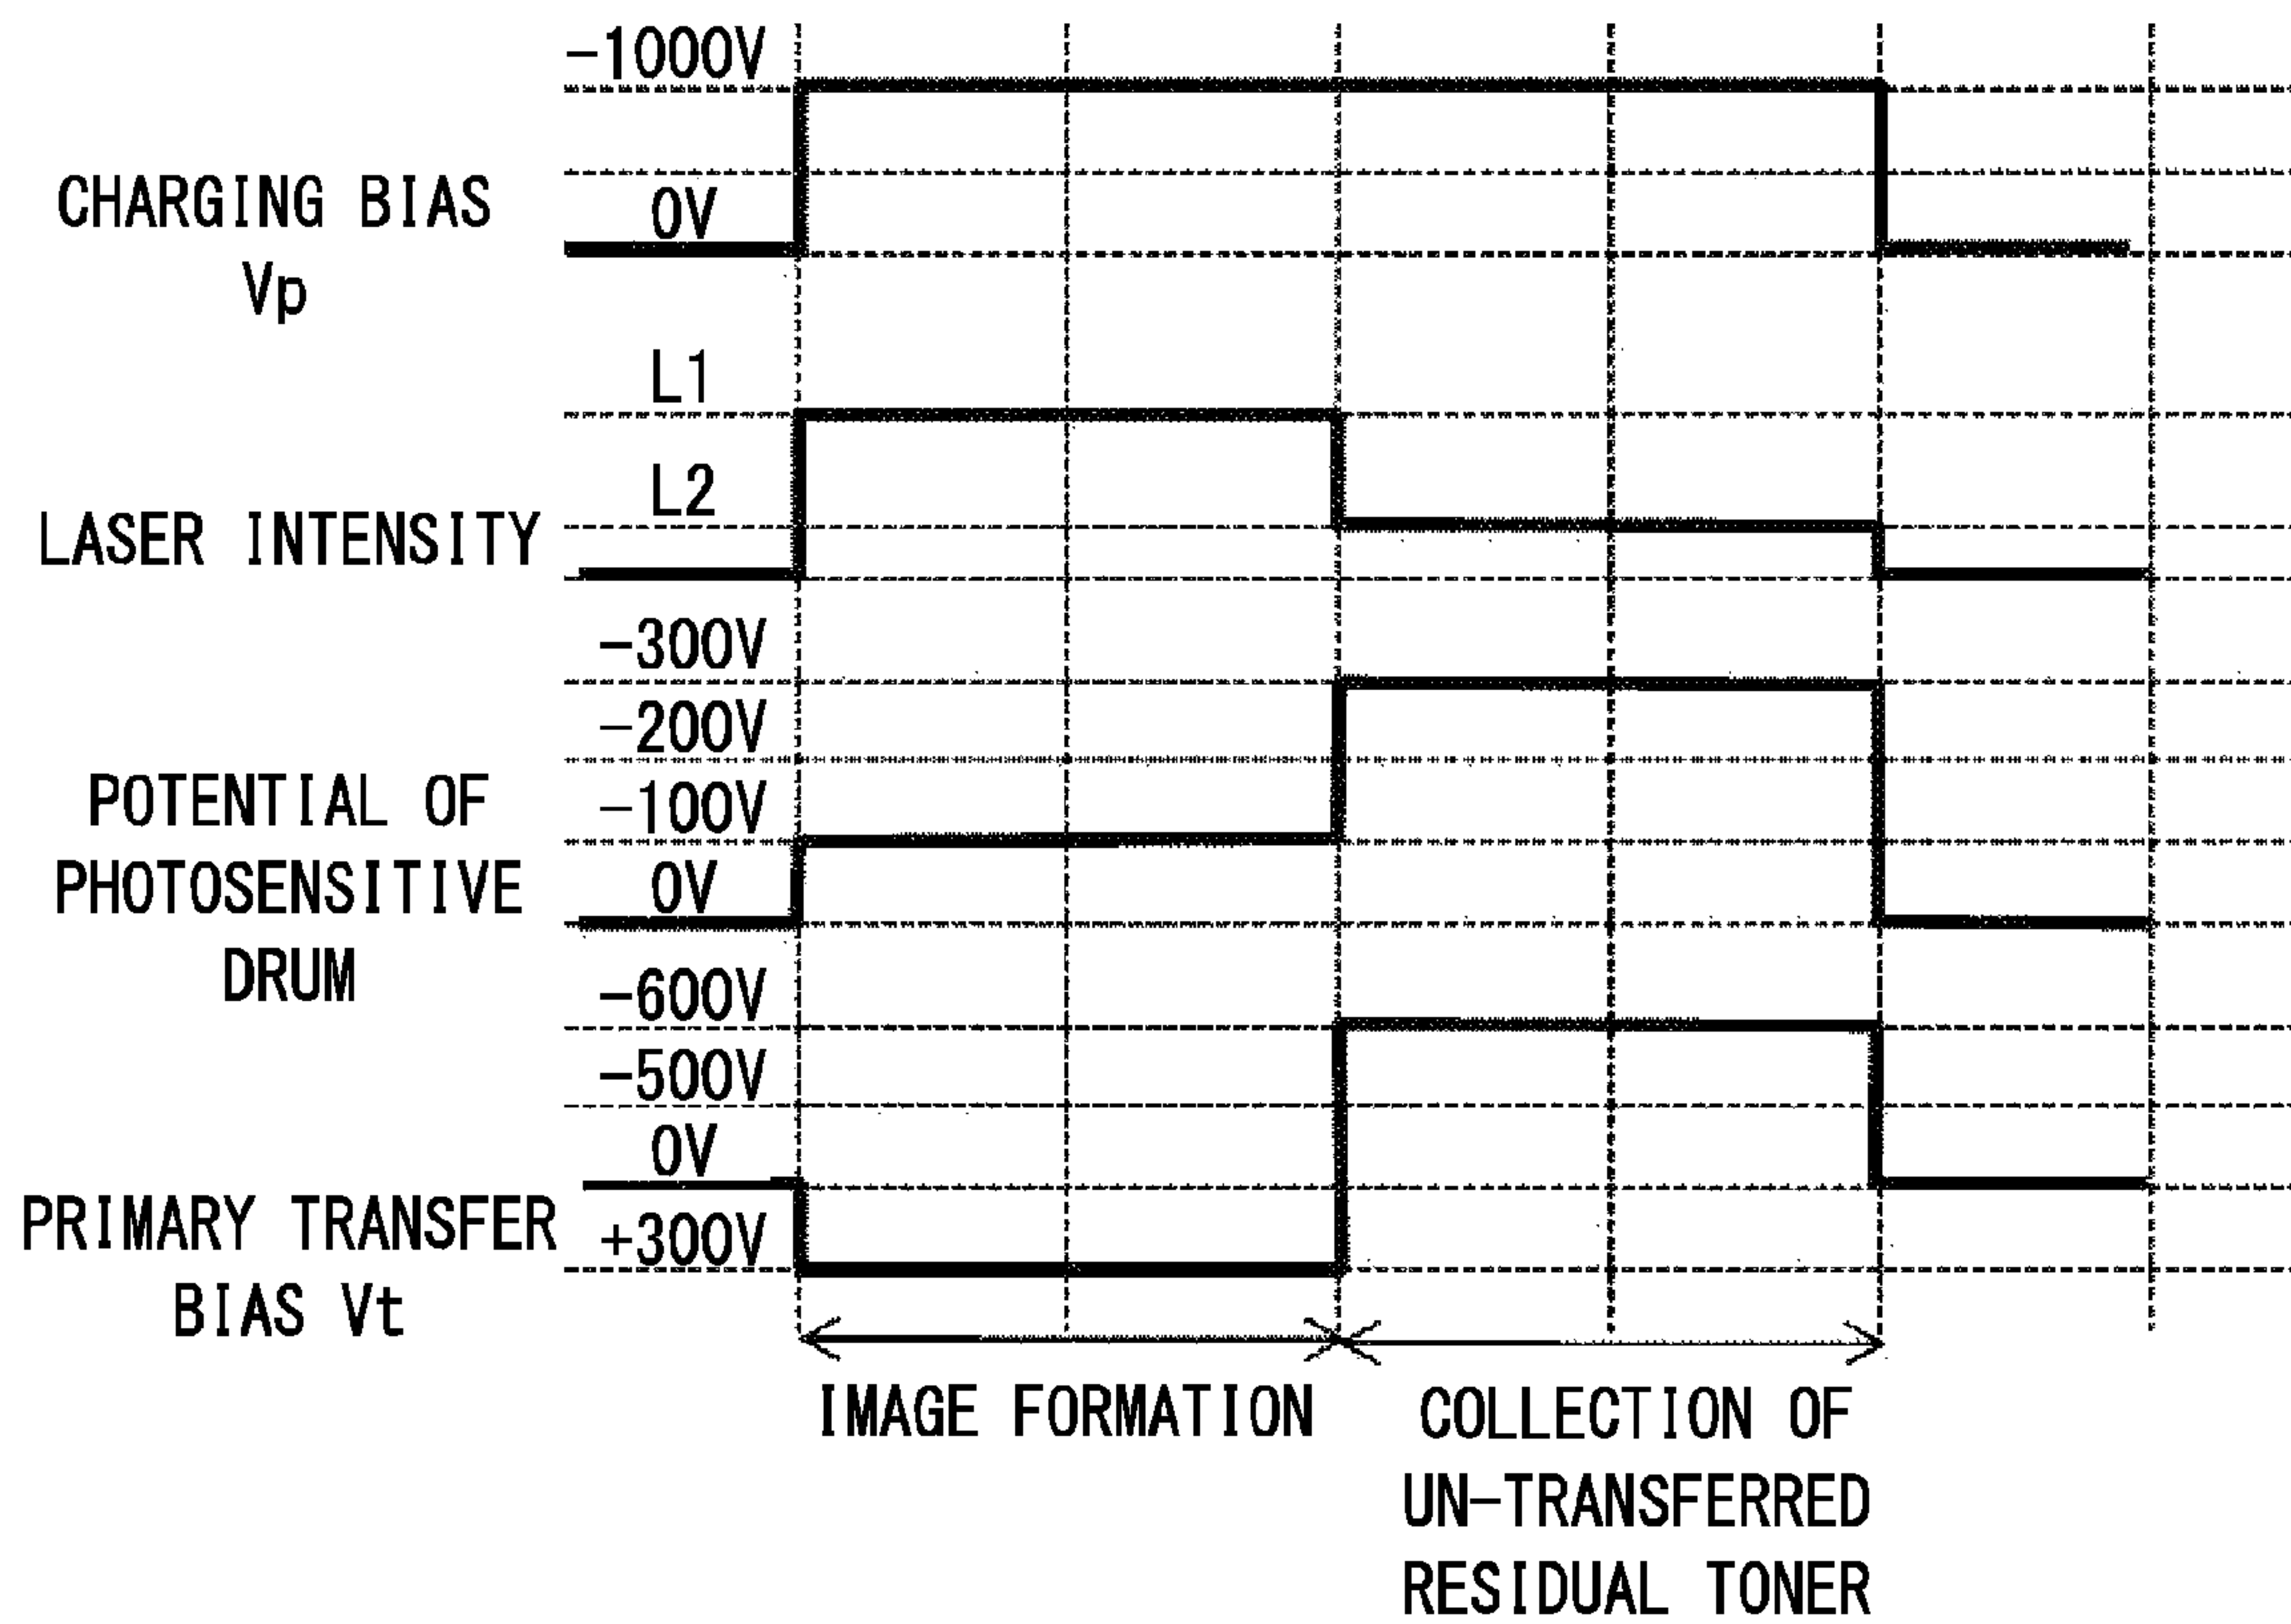 -1000V
0V
CHARGING BIAS
Vp
L1
L2
LASER INTENSITY
-300V
-200V
-100V
0V
POTENTIAL OF
PHOTOSENSITIVE
DRUM
-600V
-500V
0V
+300V
PRIMARY TRANSFER
BIAS Vt
IMAGE FORMATION
COLLECTION OF
UN-TRANSFERRED
RESIDUAL TONER